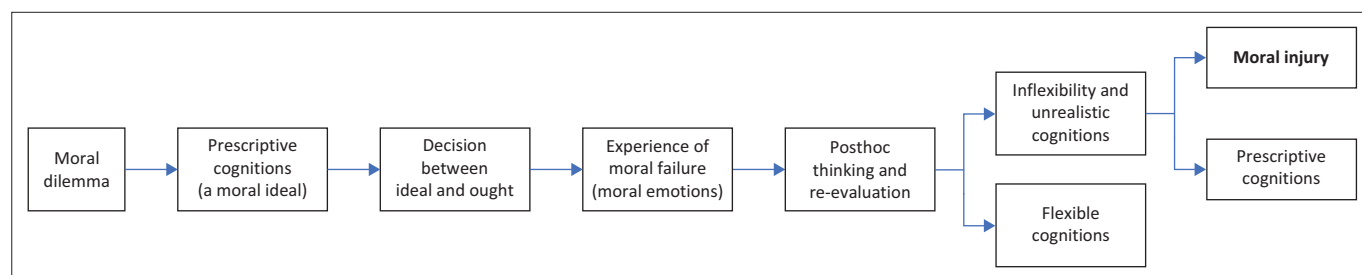 Moral
dilemma
Prescriptive
cognitions
(a moral ideal)
Decision
between
ideal and ought
Experience of
moral failure
(moral emotions)
Posthoc
thinking and
re-evaluation
Inflexibility and
unrealistic
cognitions
Flexible
cognitions
Moral injury
Prescriptive
cognitions